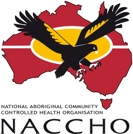 NATIONAL ABORIGINAL COMMUNITY
CONTROLLED HEALTH ORGANISATION
NACCHO